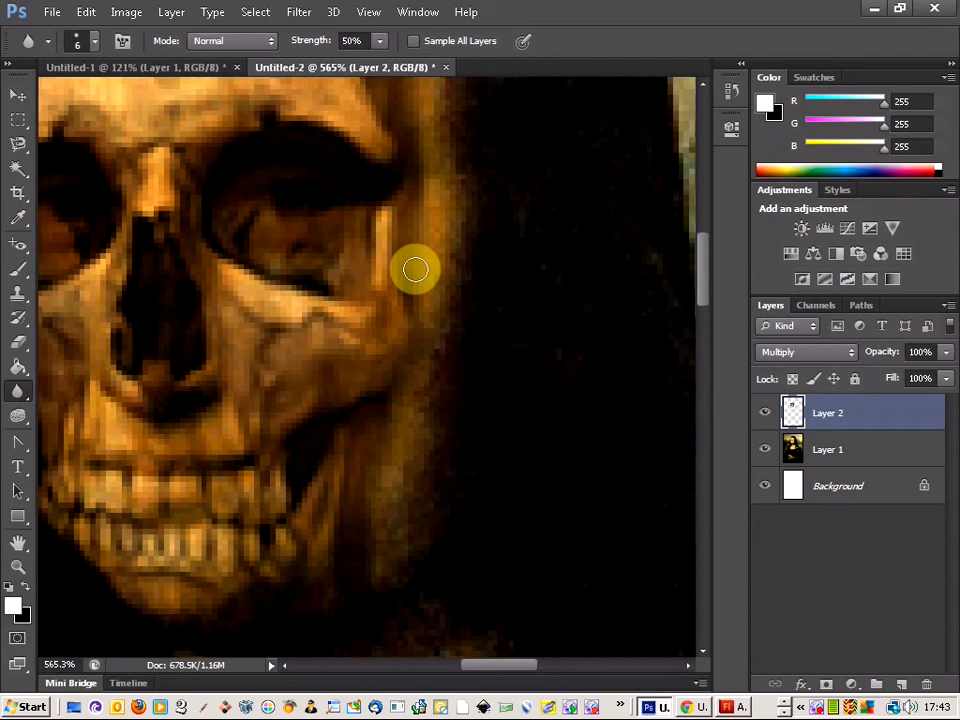 Ps File Edit Image Layer Type Select Filter 3D View Window Help
6 Mode: Normal Strength: 50% Sample All Layers
Untitled-1 @ 121% (Layer 1, RGB/8) * × Untitled-2 @ 565% (Layer 2, RGB/8) * ×
Color Swatches
R 255
G 255
B 255
Adjustments Styles
Add an adjustment
Layers Channels Paths
Kind
Multiply Opacity: 100%
Lock: Fill: 100%
Layer 2
Layer 1
Background
565.3% Doc: 678.5K/1.16M
Mini Bridge Timeline
Start Ps U. U. Fl A. 17:43